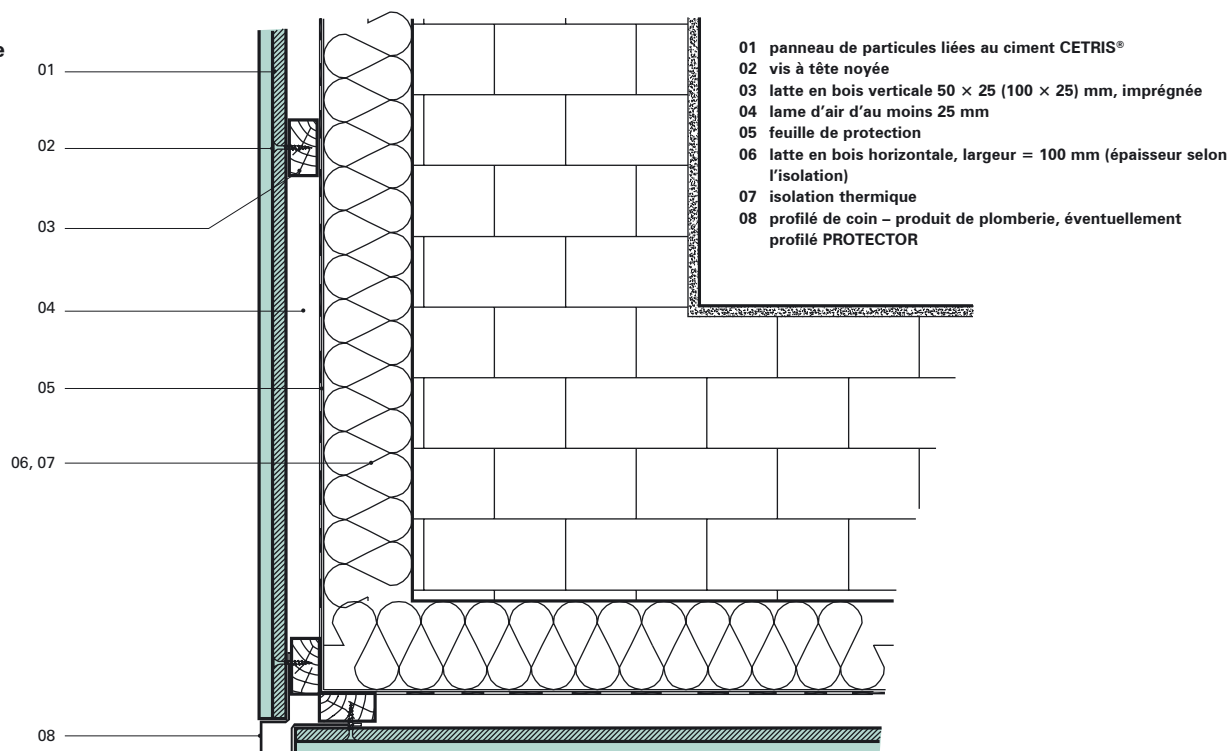 e
01
02
03
04
05
06, 07
08
01 panneau de particules liées au ciment CETRIS®
02 vis à tête noyée
03 latte en bois verticale 50 × 25 (100 × 25) mm, imprégnée
04 lame d’air d’au moins 25 mm
05 feuille de protection
06 latte en bois horizontale, largeur = 100 mm (épaisseur selon
l’isolation)
07 isolation thermique
08 profilé de coin – produit de plomberie, éventuellement
profilé PROTECTOR